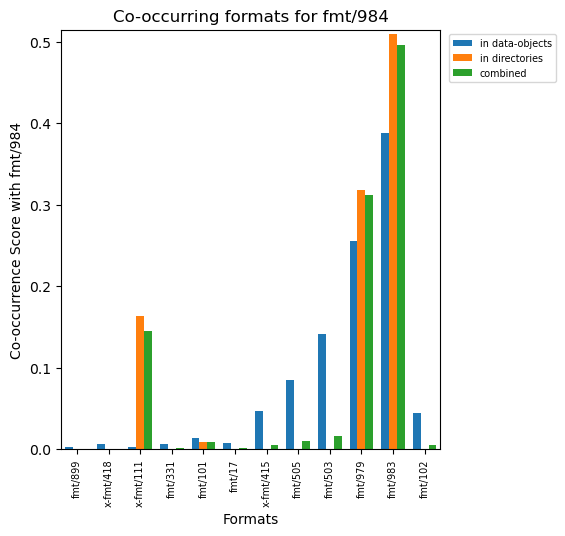 Co-occurring formats for fmt/984
in data-objects
in directories
combined
Co-occurrence Score with fmt/984
0.5
0.4
0.3
0.2
0.1
0.0
fmt/899
x-fmt/418
x-fmt/111
fmt/331
fmt/101
fmt/17
x-fmt/415
fmt/505
fmt/503
fmt/979
fmt/983
fmt/102
Formats